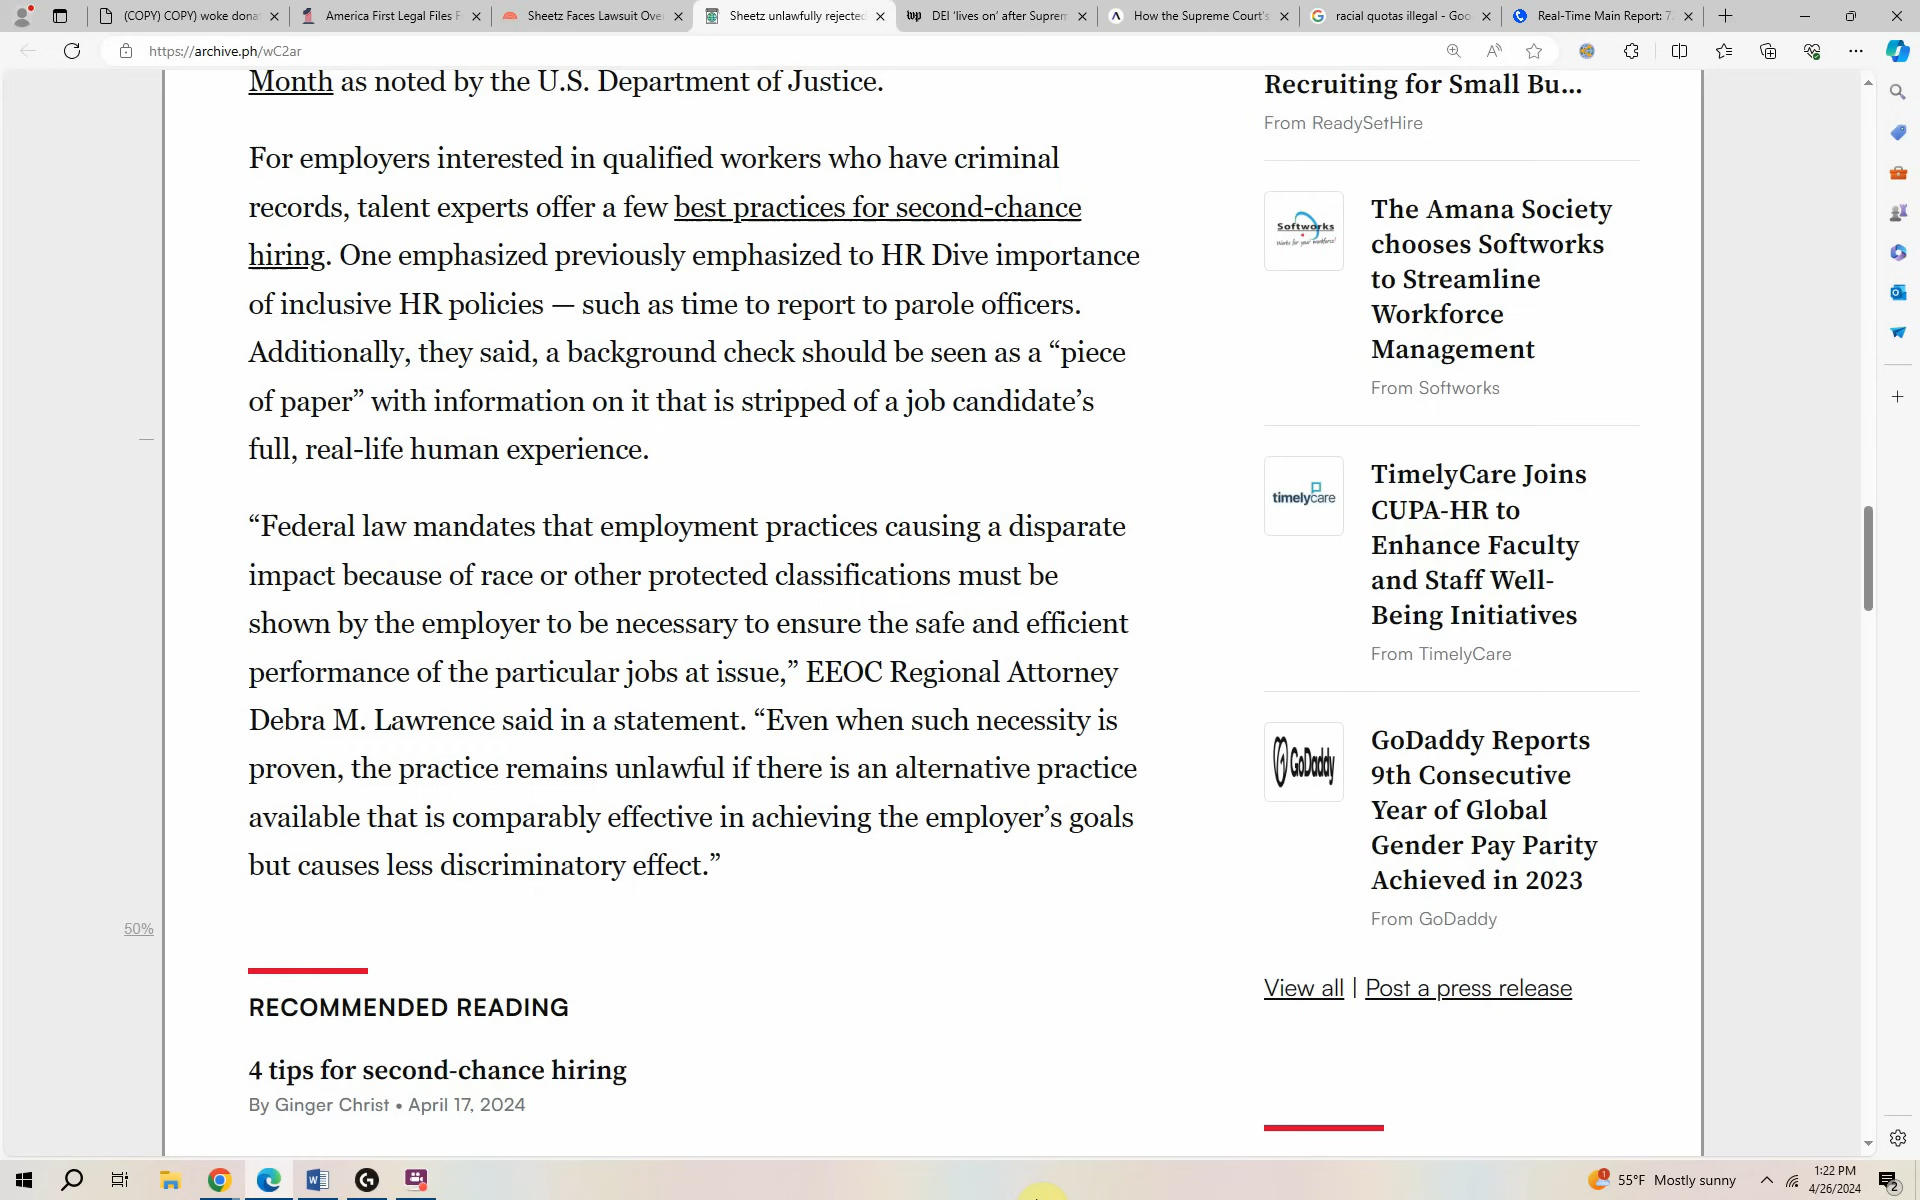 (COPY) COPY) woke dona
America First Legal Files F
Sheetz Faces Lawsuit Ove
Sheetz unlawfully rejected
DEI 'lives on' after Suprem
How the Supreme Court's
racial quotas illegal - Goo
Real-Time Main Report: 7
https://archive.ph/wC2ar
Month as noted by the U.S. Department of Justice.
For employers interested in qualified workers who have criminal
records, talent experts offer a few best practices for second-chance
hiring. One emphasized previously emphasized to HR Dive importance
of inclusive HR policies — such as time to report to parole officers.
Additionally, they said, a background check should be seen as a “piece
of paper” with information on it that is stripped of a job candidate’s
full, real-life human experience.
“Federal law mandates that employment practices causing a disparate
impact because of race or other protected classifications must be
shown by the employer to be necessary to ensure the safe and efficient
performance of the particular jobs at issue,” EEOC Regional Attorney
Debra M. Lawrence said in a statement. “Even when such necessity is
proven, the practice remains unlawful if there is an alternative practice
available that is comparably effective in achieving the employer’s goals
but causes less discriminatory effect.”
50%
RECOMMENDED READING
4 tips for second-chance hiring
By Ginger Christ • April 17, 2024
Recruiting for Small Bu...
From ReadySetHire
Softworks
Works for your workforce!
The Amana Society
chooses Softworks
to Streamline
Workforce
Management
From Softworks
timelycare
TimelyCare Joins
CUPA-HR to
Enhance Faculty
and Staff Well-
Being Initiatives
From TimelyCare
GoDaddy
GoDaddy Reports
9th Consecutive
Year of Global
Gender Pay Parity
Achieved in 2023
From GoDaddy
View all | Post a press release
1
55°F Mostly sunny
1:22 PM
4/26/2024
2